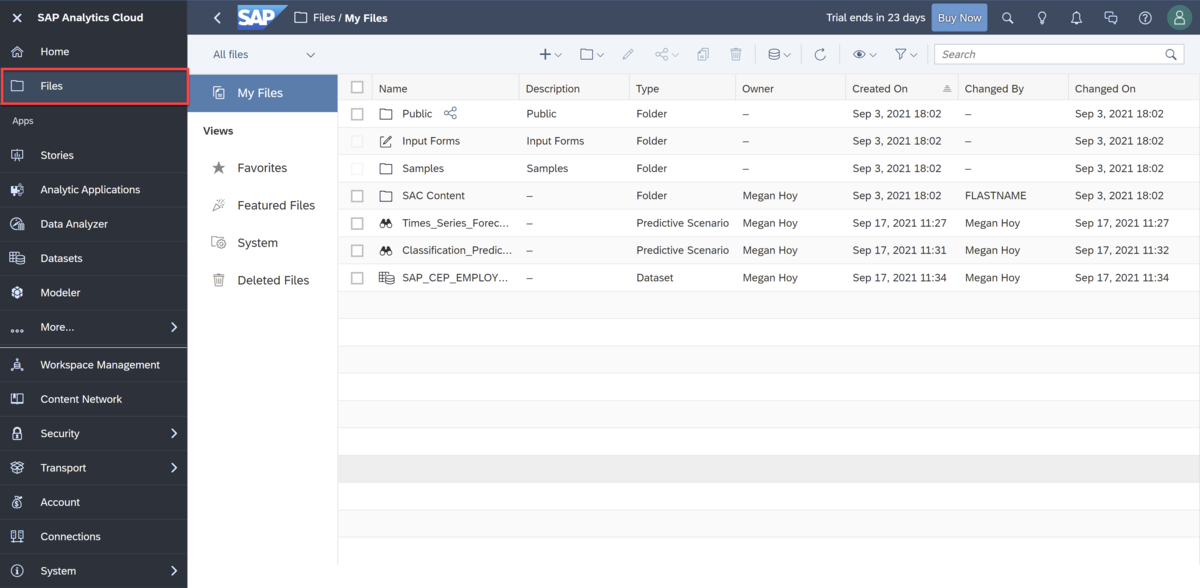 SAP Analytics Cloud
Home
Files
Apps
Stories
Analytic Applications
Data Analyzer
Datasets
Modeler
More...
Workspace Management
Content Network
Security
Transport
Account
Connections
System
SAP Files / My Files Trial ends in 23 days Buy Now
All files Search
My Files
Views
Favorites
Featured Files
System
Deleted Files
Name Description Type Owner Created On Changed By Changed On
Public Public Folder – Sep 3, 2021 18:02 – Sep 3, 2021 18:02
Input Forms Input Forms Folder – Sep 3, 2021 18:02 – Sep 3, 2021 18:02
Samples Samples Folder – Sep 3, 2021 18:02 – Sep 3, 2021 18:02
SAC Content – Folder Megan Hoy Sep 3, 2021 18:02 FLASTNAME Sep 3, 2021 18:02
Times_Series_Forec... – Predictive Scenario Megan Hoy Sep 17, 2021 11:27 Megan Hoy Sep 17, 2021 11:27
Classification_Predic... – Predictive Scenario Megan Hoy Sep 17, 2021 11:31 Megan Hoy Sep 17, 2021 11:32
SAP_CEP_EMPLOY... – Dataset Megan Hoy Sep 17, 2021 11:34 Megan Hoy Sep 17, 2021 11:34